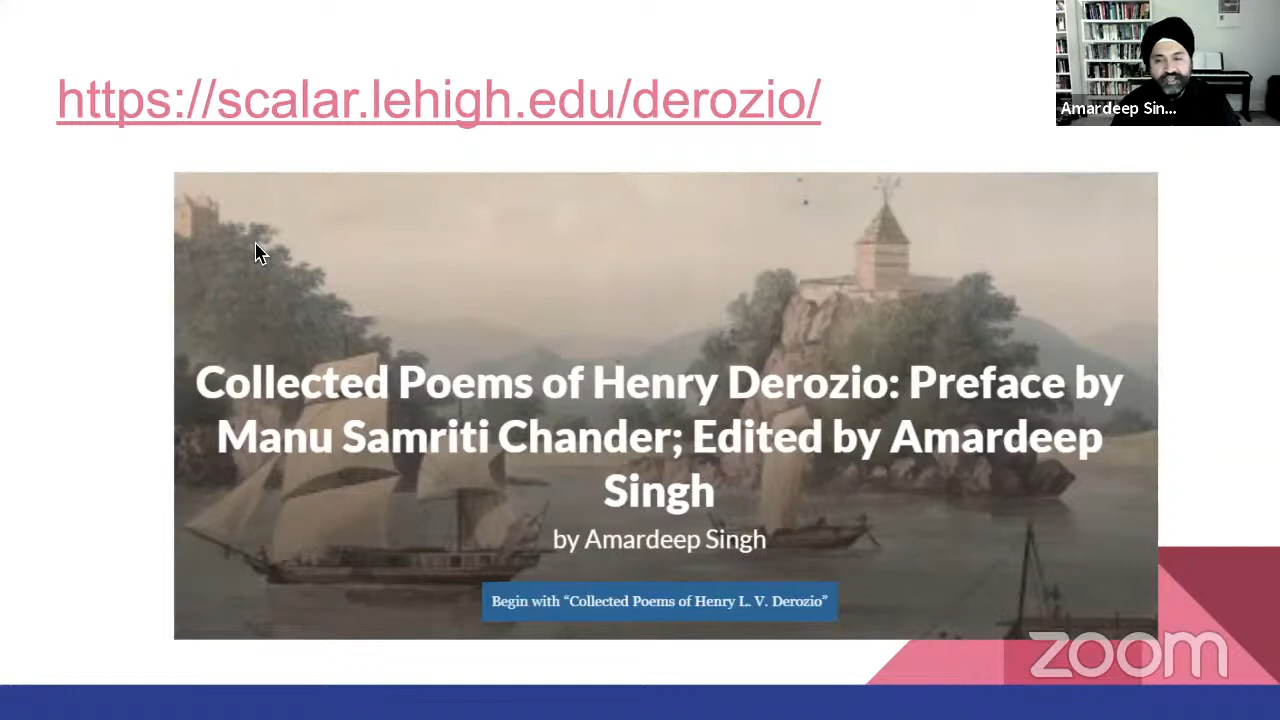 https://scalar.lehigh.edu/derozio/
Amardeep Sin...
Collected Poems of Henry Derozio: Preface by
Manu Samriti Chander; Edited by Amardeep
Singh
by Amardeep Singh
Begin with “Collected Poems of Henry L. V. Derozio”
zoom